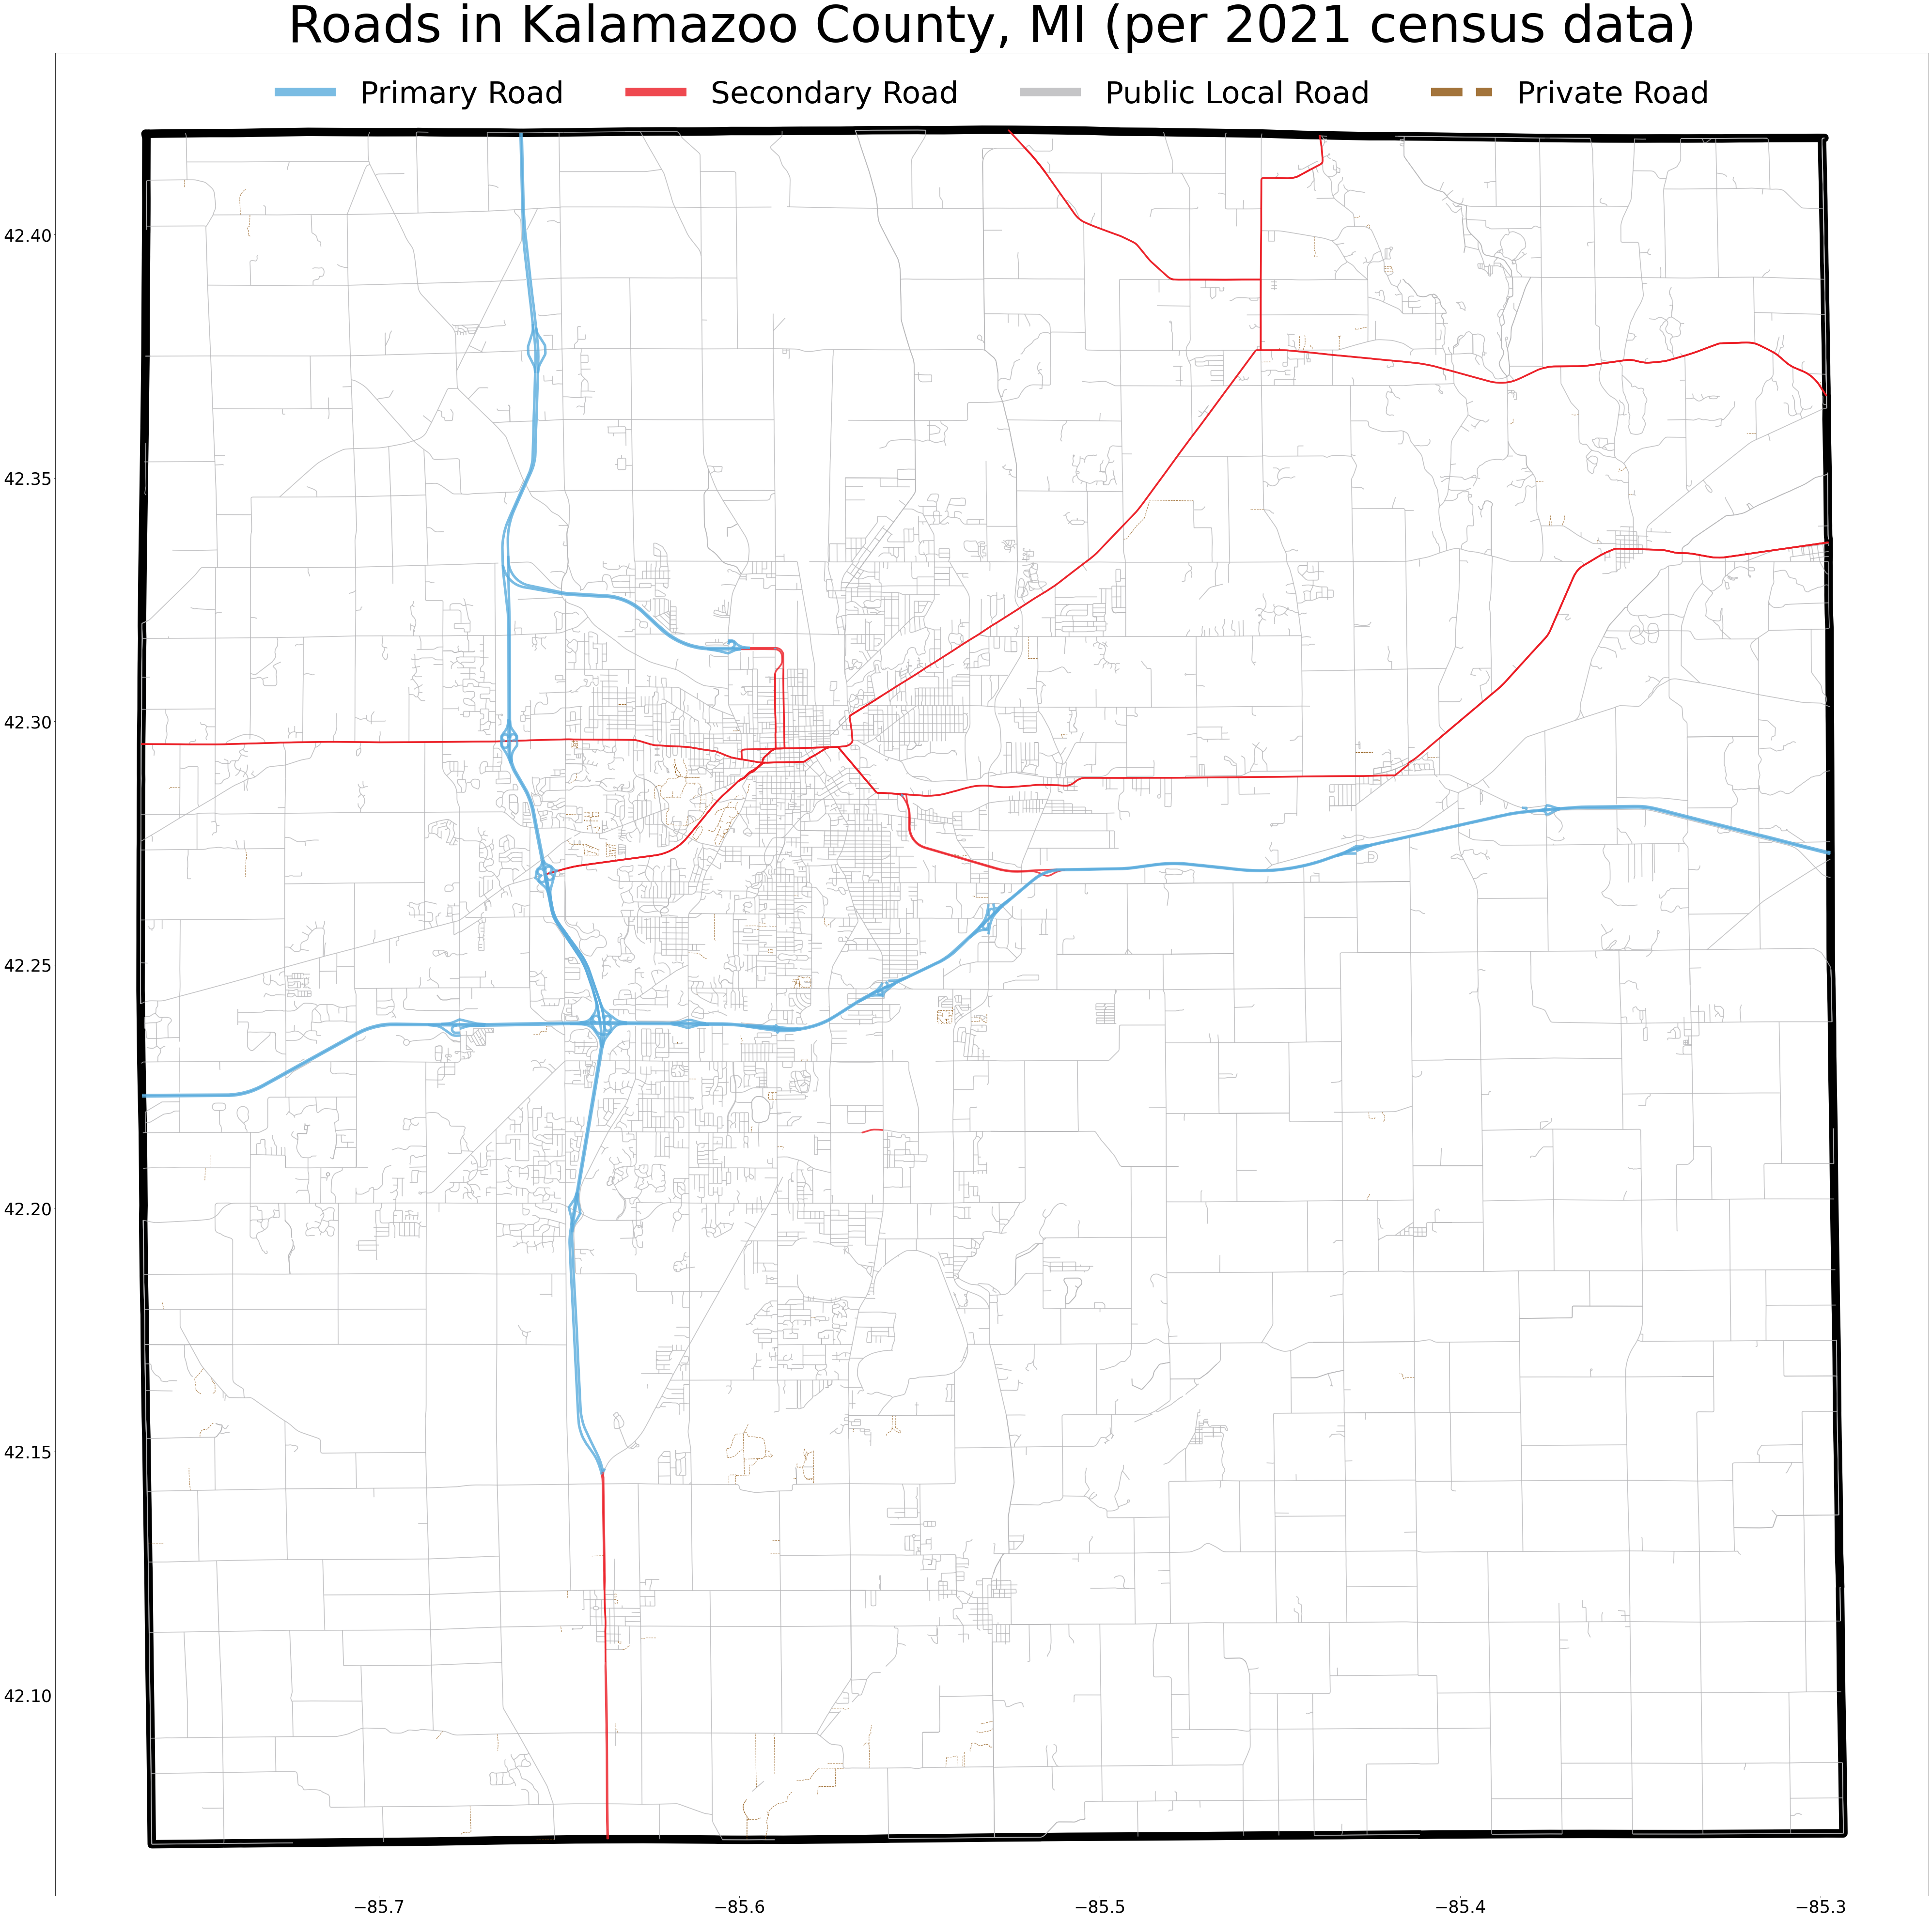 Roads in Kalamazoo County, MI (per 2021 census data)
Primary Road Secondary Road Public Local Road Private Road
42.40
42.35
42.30
42.25
42.20
42.15
42.10
−85.7 −85.6 −85.5 −85.4 −85.3